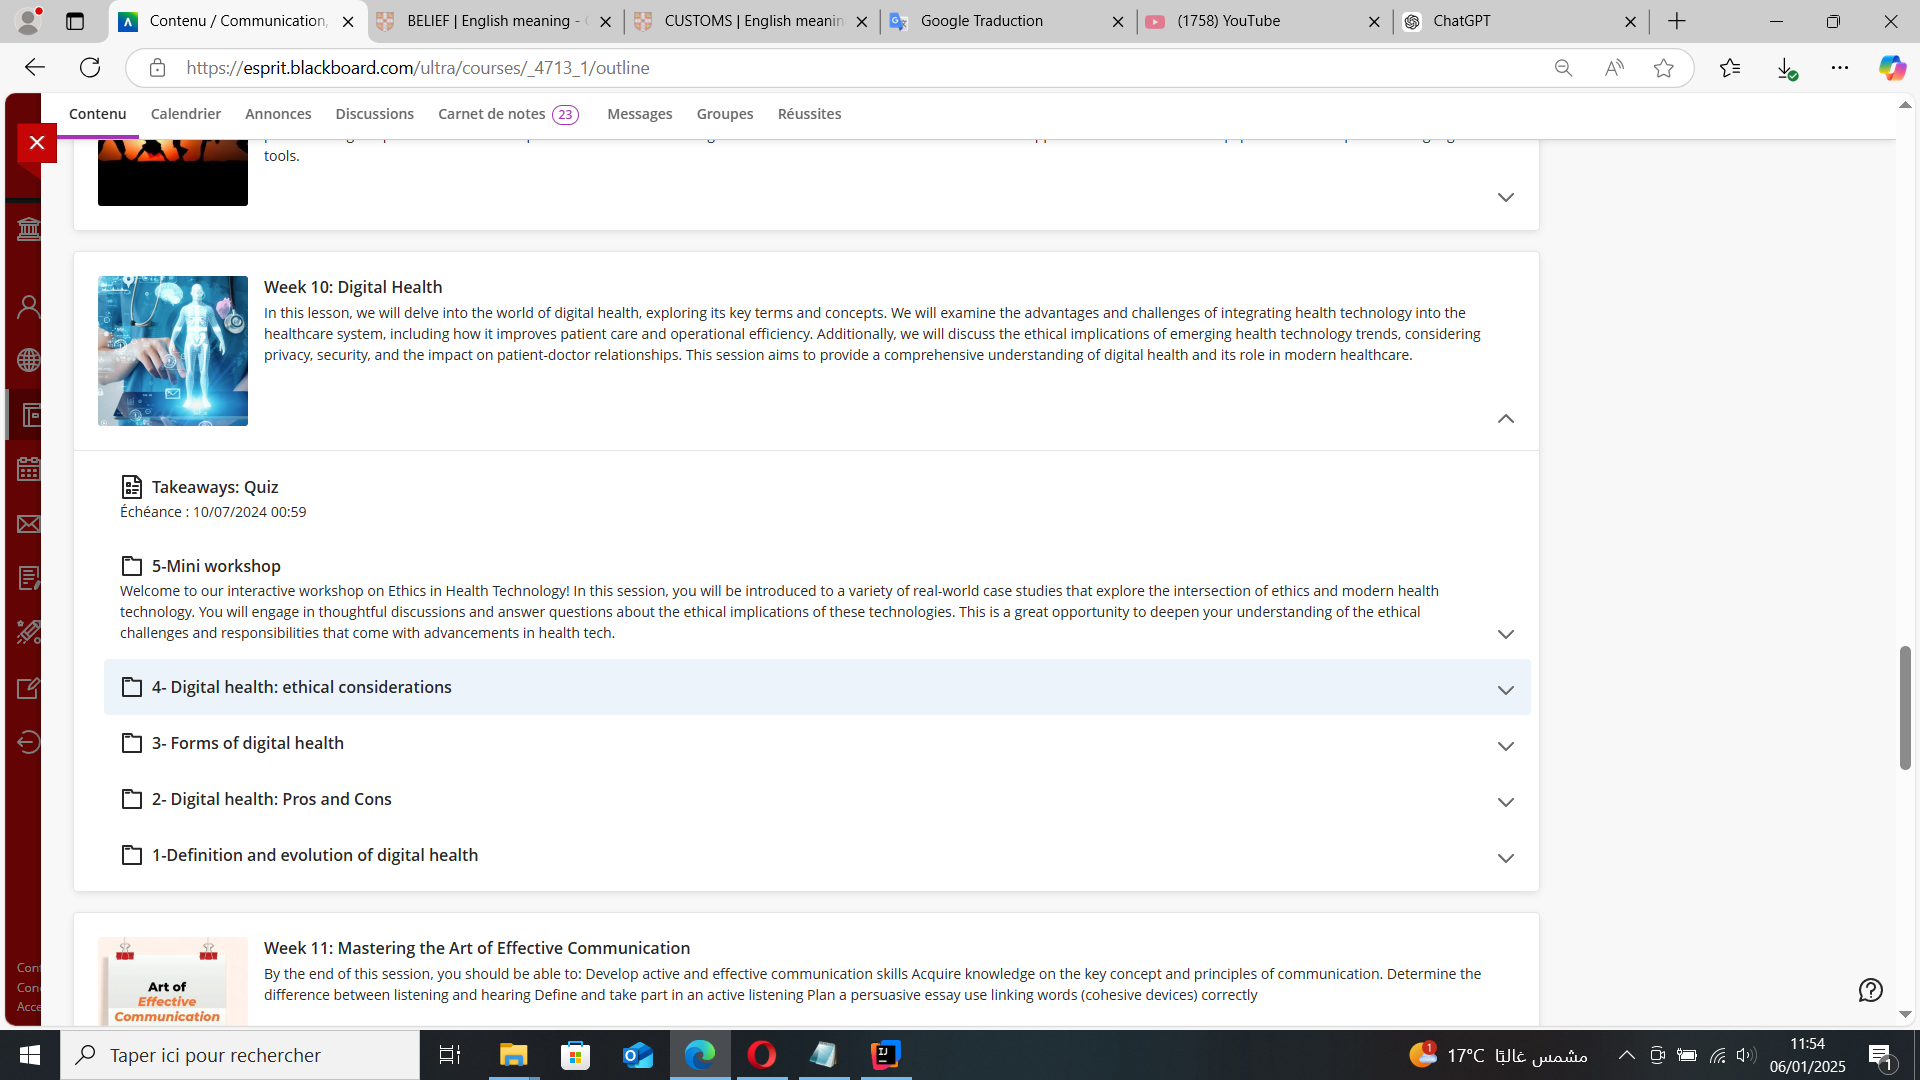 Contenu / Communication,
BELIEF | English meaning -
CUSTOMS | English meanin
Google Traduction
(1758) YouTube
ChatGPT
https://esprit.blackboard.com/ultra/courses/_4713_1/outline
Contenu
Calendrier
Annonces
Discussions
Carnet de notes 23
Messages
Groupes
Réussites
tools.
Week 10: Digital Health
In this lesson, we will delve into the world of digital health, exploring its key terms and concepts. We will examine the advantages and challenges of integrating health technology into the
healthcare system, including how it improves patient care and operational efficiency. Additionally, we will discuss the ethical implications of emerging health technology trends, considering
privacy, security, and the impact on patient-doctor relationships. This session aims to provide a comprehensive understanding of digital health and its role in modern healthcare.
Takeaways: Quiz
Échéance : 10/07/2024 00:59
5-Mini workshop
Welcome to our interactive workshop on Ethics in Health Technology! In this session, you will be introduced to a variety of real-world case studies that explore the intersection of ethics and modern health
technology. You will engage in thoughtful discussions and answer questions about the ethical implications of these technologies. This is a great opportunity to deepen your understanding of the ethical
challenges and responsibilities that come with advancements in health tech.
4- Digital health: ethical considerations
3- Forms of digital health
2- Digital health: Pros and Cons
1-Definition and evolution of digital health
Week 11: Mastering the Art of Effective Communication
By the end of this session, you should be able to: Develop active and effective communication skills Acquire knowledge on the key concept and principles of communication. Determine the
difference between listening and hearing Define and take part in an active listening Plan a persuasive essay use linking words (cohesive devices) correctly
Art of
Effective
Communication
Taper ici pour rechercher
1
17°C مشمس غالبًا
11:54
06/01/2025
1